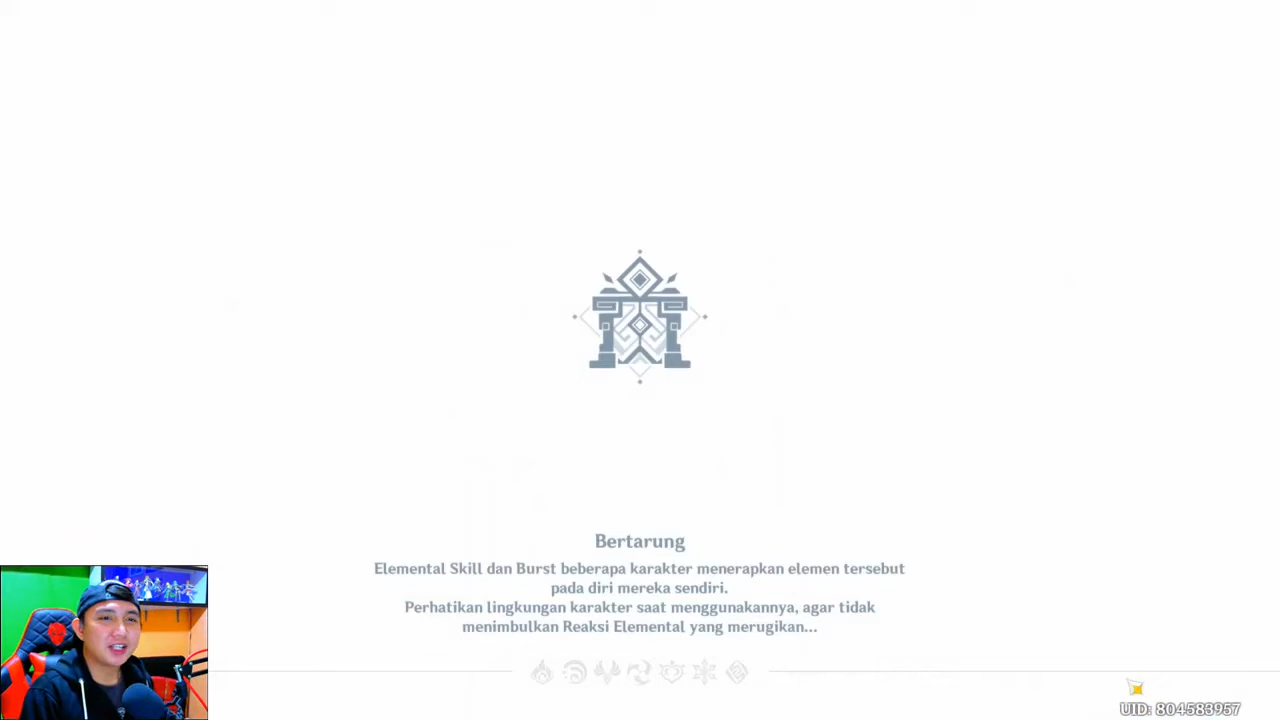 Bertarung
Elemental Skill dan Burst beberapa karakter menerapkan elemen tersebut
pada diri mereka sendiri.
Perhatikan lingkungan karakter saat menggunakannya, agar tidak
menimbulkan Reaksi Elemental yang merugikan...
UID: 804583957